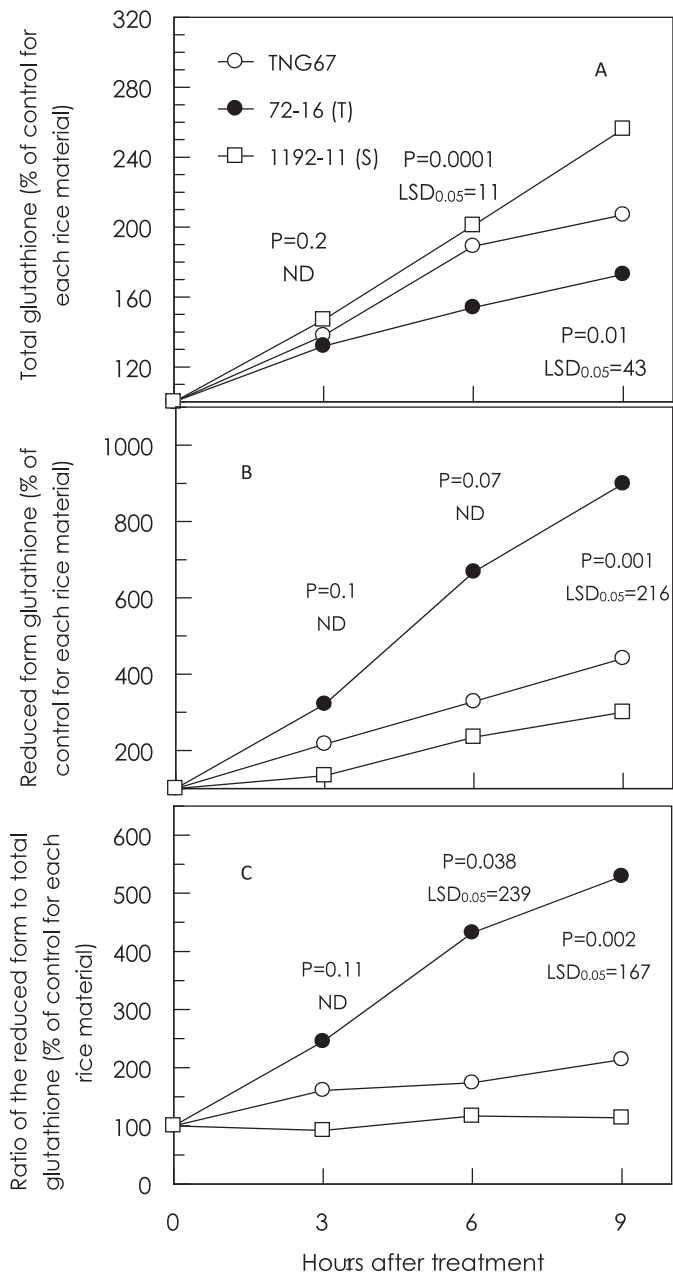 Total glutathione (% of control for
each rice material)
320
280
240
200
160
120
TNG67
72-16 (T)
1192-11 (S)
A
P=0.0001
LSD0.05=11
P=0.2
ND
P=0.01
LSD0.05=43
Reduced form glutathione (% of
control for each rice material)
1000
800
600
400
200
B
P=0.07
ND
P=0.001
LSD0.05=216
P=0.1
ND
Ratio of the reduced form to total
glutathione (% of control for each
rice material)
600
500
400
300
200
100
0
C
P=0.038
LSD0.05=239
P=0.002
LSD0.05=167
P=0.11
ND
0 3 6 9
Hours after treatment